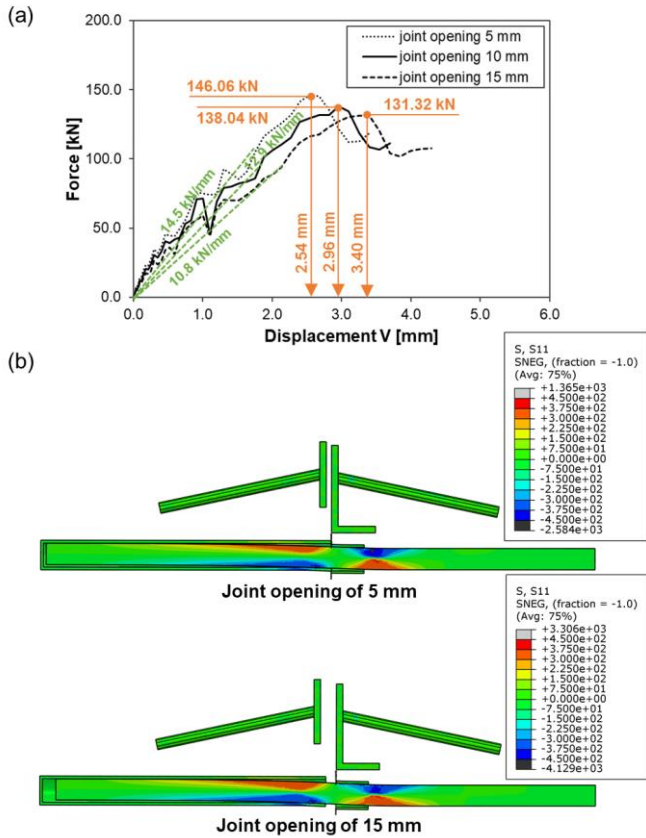 (a)
joint opening 5 mm
joint opening 10 mm
joint opening 15 mm
200.0
150.0
100.0
50.0
0.0
Force [kN]
146.06 kN
138.04 kN
131.32 kN
14.5 kN/mm
12.9 kN/mm
10.8 kN/mm
2.54 mm
2.96 mm
3.40 mm
0.0 1.0 2.0 3.0 4.0 5.0 6.0
Displacement V [mm]
(b)
S, S11
SNEG, (fraction = -1.0)
(Avg: 75%)
+1.365e+03
+4.500e+02
+3.750e+02
+3.000e+02
+2.250e+02
+1.500e+02
+7.500e+01
+0.000e+00
-7.500e+01
-1.500e+02
-2.250e+02
-3.000e+02
-3.750e+02
-4.500e+02
-2.584e+03
Joint opening of 5 mm
S, S11
SNEG, (fraction = -1.0)
(Avg: 75%)
+3.306e+03
+4.500e+02
+3.750e+02
+3.000e+02
+2.250e+02
+1.500e+02
+7.500e+01
+0.000e+00
-7.500e+01
-1.500e+02
-2.250e+02
-3.000e+02
-3.750e+02
-4.500e+02
-4.129e+03
Joint opening of 15 mm